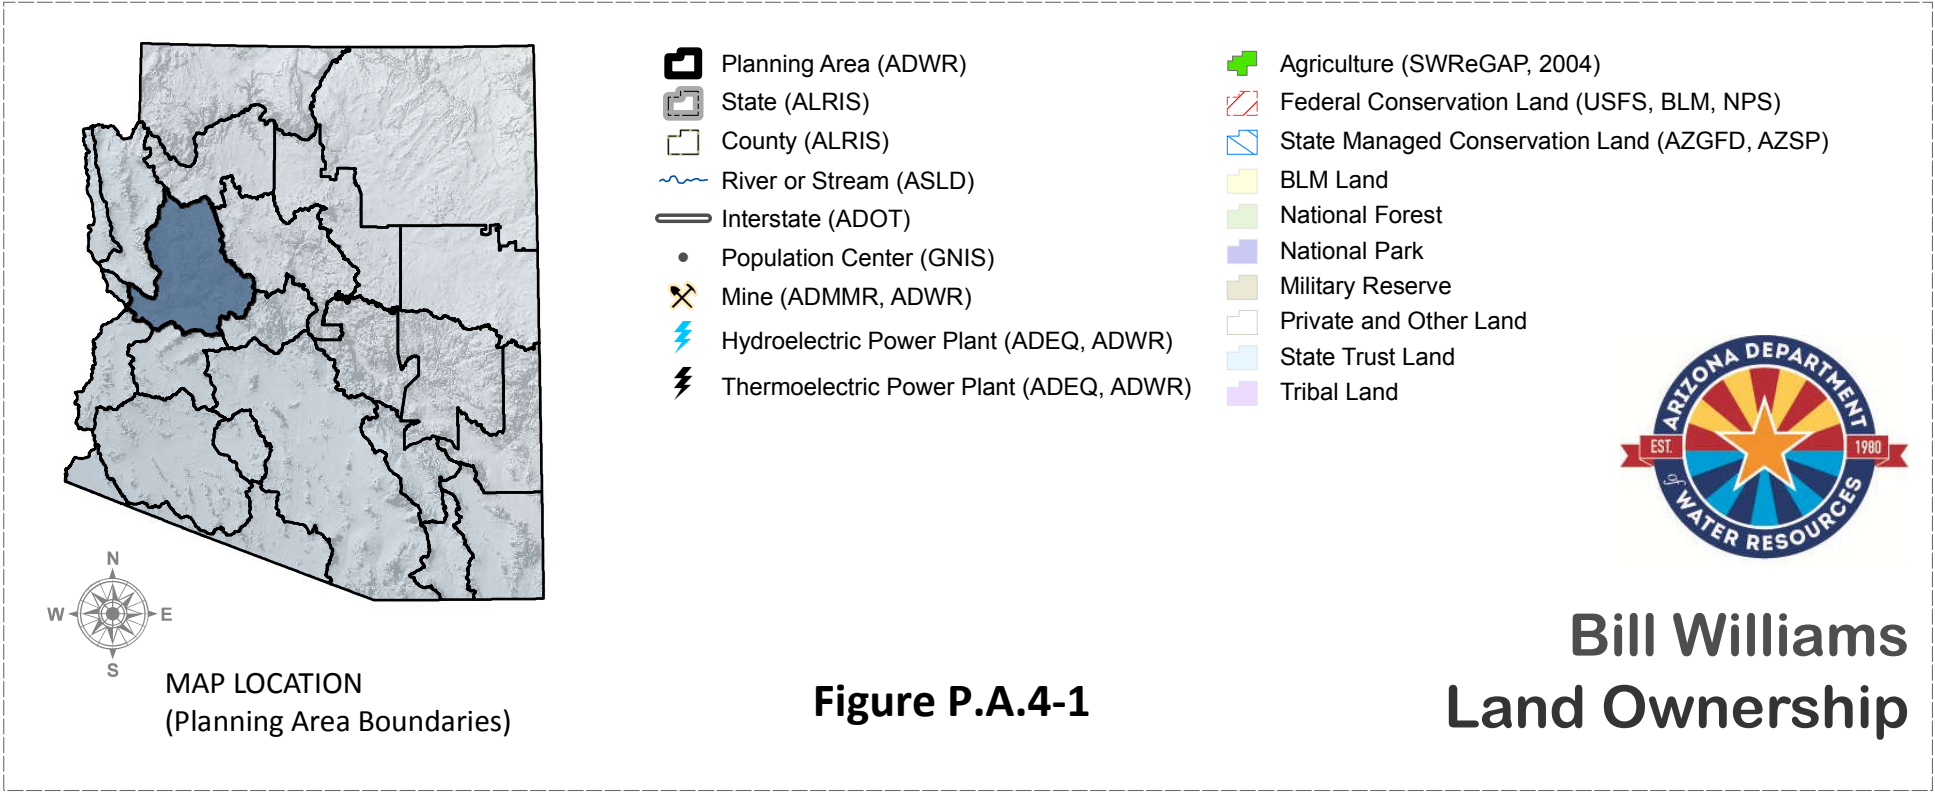 Planning Area (ADWR)
State (ALRIS)
County (ALRIS)
River or Stream (ASLD)
Interstate (ADOT)
Population Center (GNIS)
Mine (ADMMR, ADWR)
Hydroelectric Power Plant (ADEQ, ADWR)
Thermoelectric Power Plant (ADEQ, ADWR)
Agriculture (SWReGAP, 2004)
Federal Conservation Land (USFS, BLM, NPS)
State Managed Conservation Land (AZGFD, AZSP)
BLM Land
National Forest
National Park
Military Reserve
Private and Other Land
State Trust Land
Tribal Land
ARIZONA DEPARTMENT
EST. 1980
of WATER RESOURCES
N
W E
S
MAP LOCATION
(Planning Area Boundaries)
Figure P.A.4-1
Bill Williams
Land Ownership